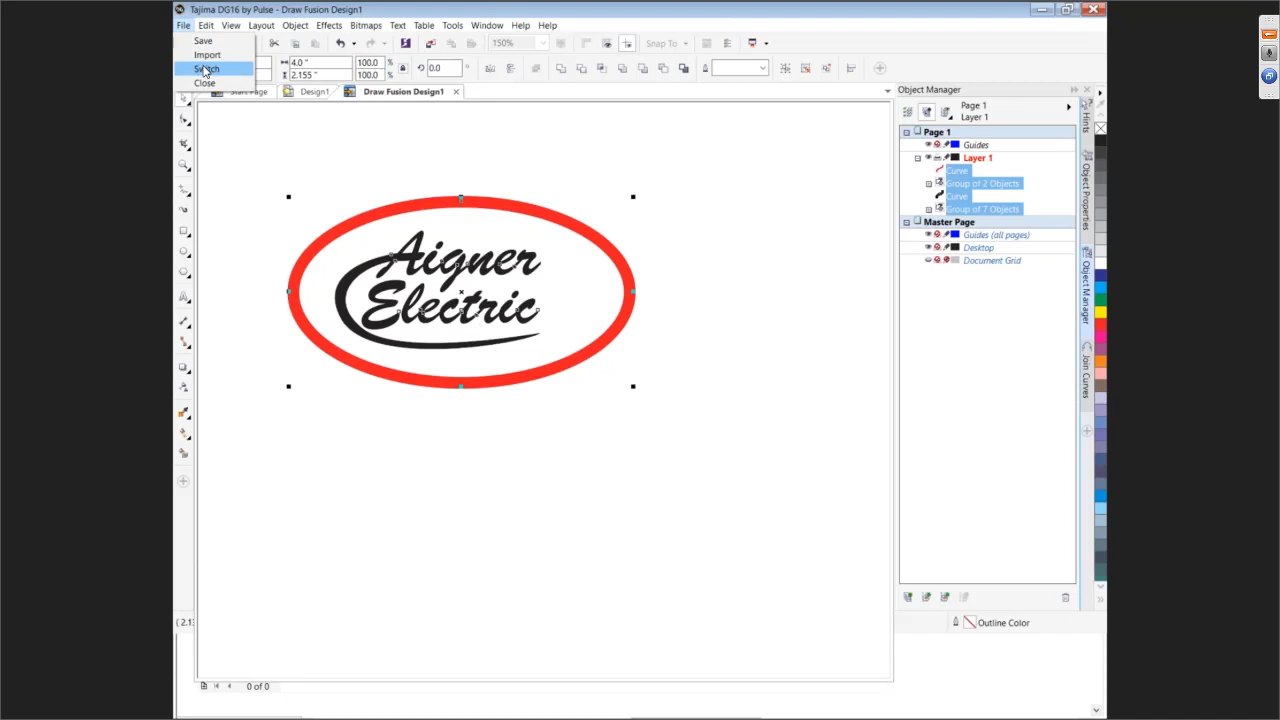 Tajima DG16 by Pulse - Draw Fusion Design1
File Edit View Layout Object Effects Bitmaps Text Table Tools Window Help Help
Save
Import
Switch
Close
150%
Snap To
4.0 "
2.155 "
100.0 %
100.0 %
0.0 °
Start Page
Design1
Draw Fusion Design1
Aigner
Electric
Object Manager
Page 1
Layer 1
Page 1
Guides
Layer 1
Curve
Group of 2 Objects
Curve
Group of 7 Objects
Master Page
Guides (all pages)
Desktop
Document Grid
Hints
Object Properties
Object Manager
Join Curves
( 2.13
Outline Color
0 of 0